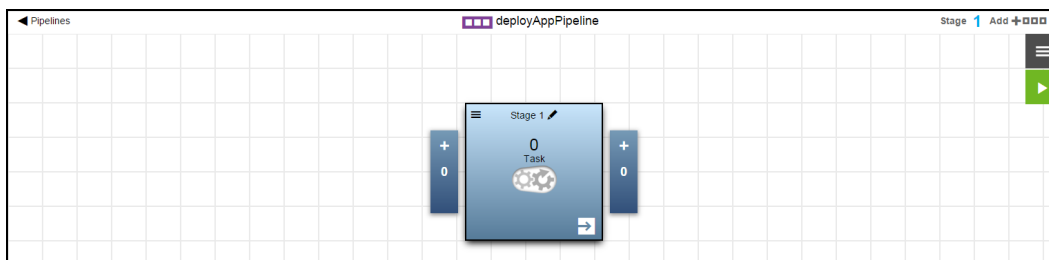 Pipelines
deployAppPipeline
Stage 1 Add
Stage 1
0
Task
+
0
+
0